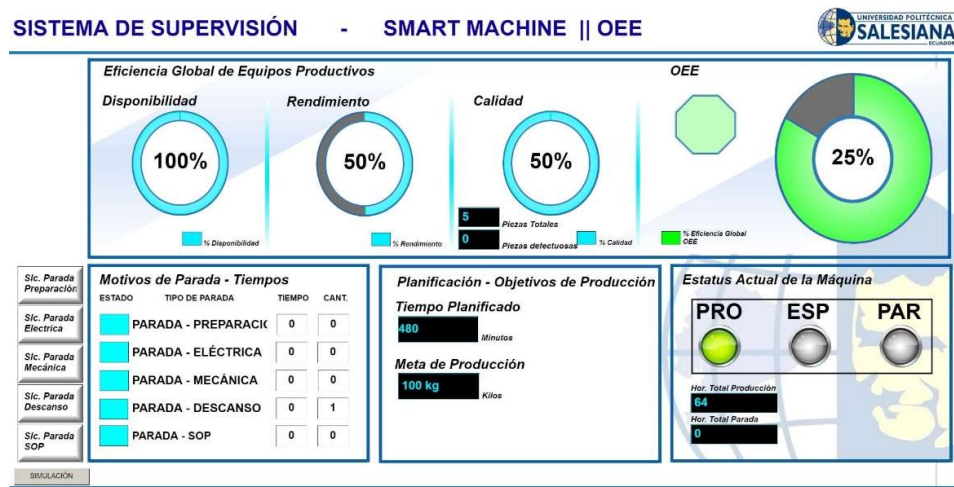 SISTEMA DE SUPERVISIÓN - SMART MACHINE || OEE
UNIVERSIDAD POLITÉCNICA
SALESIANA
ECUADOR
Eficiencia Global de Equipos Productivos
OEE
Disponibilidad
Rendimiento
Calidad
100%
50%
50%
25%
5
Piezas Totales
0
Piezas defectuosas
% Disponibilidad
% Rendimiento
% Calidad
% Eficiencia Global
OEE
Slc. Parada
Preparación
Slc. Parada
Electrica
Slc. Parada
Mecánica
Slc. Parada
Descanso
Slc. Parada
SOP
SIMULACIÓN
Motivos de Parada - Tiempos
ESTADO TIPO DE PARADA TIEMPO CANT.
PARADA - PREPARACIC 0 0
PARADA - ELÉCTRICA 0 0
PARADA - MECÁNICA 0 0
PARADA - DESCANSO 0 1
PARADA - SOP 0 0
Planificación - Objetivos de Producción
Tiempo Planificado
480
Minutos
Meta de Producción
100 kg
Kilos
Estatus Actual de la Máquina
PRO ESP PAR
Hor. Total Producción
64
Hor. Total Parada
0